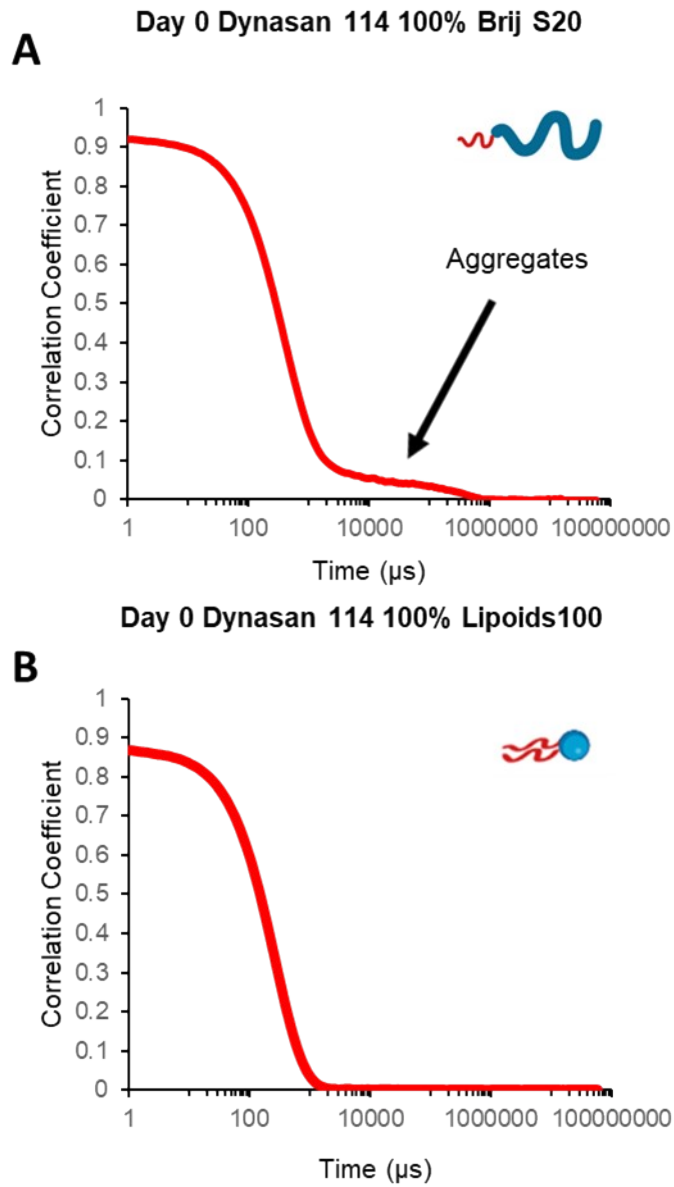 Day 0 Dynasan 114 100% Brij S20
A
1
0.9
0.8
0.7
0.6
0.5
0.4
0.3
0.2
0.1
0
Correlation Coefficient
Aggregates
1 100 10000 1000000 100000000
Time (µs)
Day 0 Dynasan 114 100% Lipoids100
B
1
0.9
0.8
0.7
0.6
0.5
0.4
0.3
0.2
0.1
0
Correlation Coefficient
1 100 10000 1000000 100000000
Time (µs)